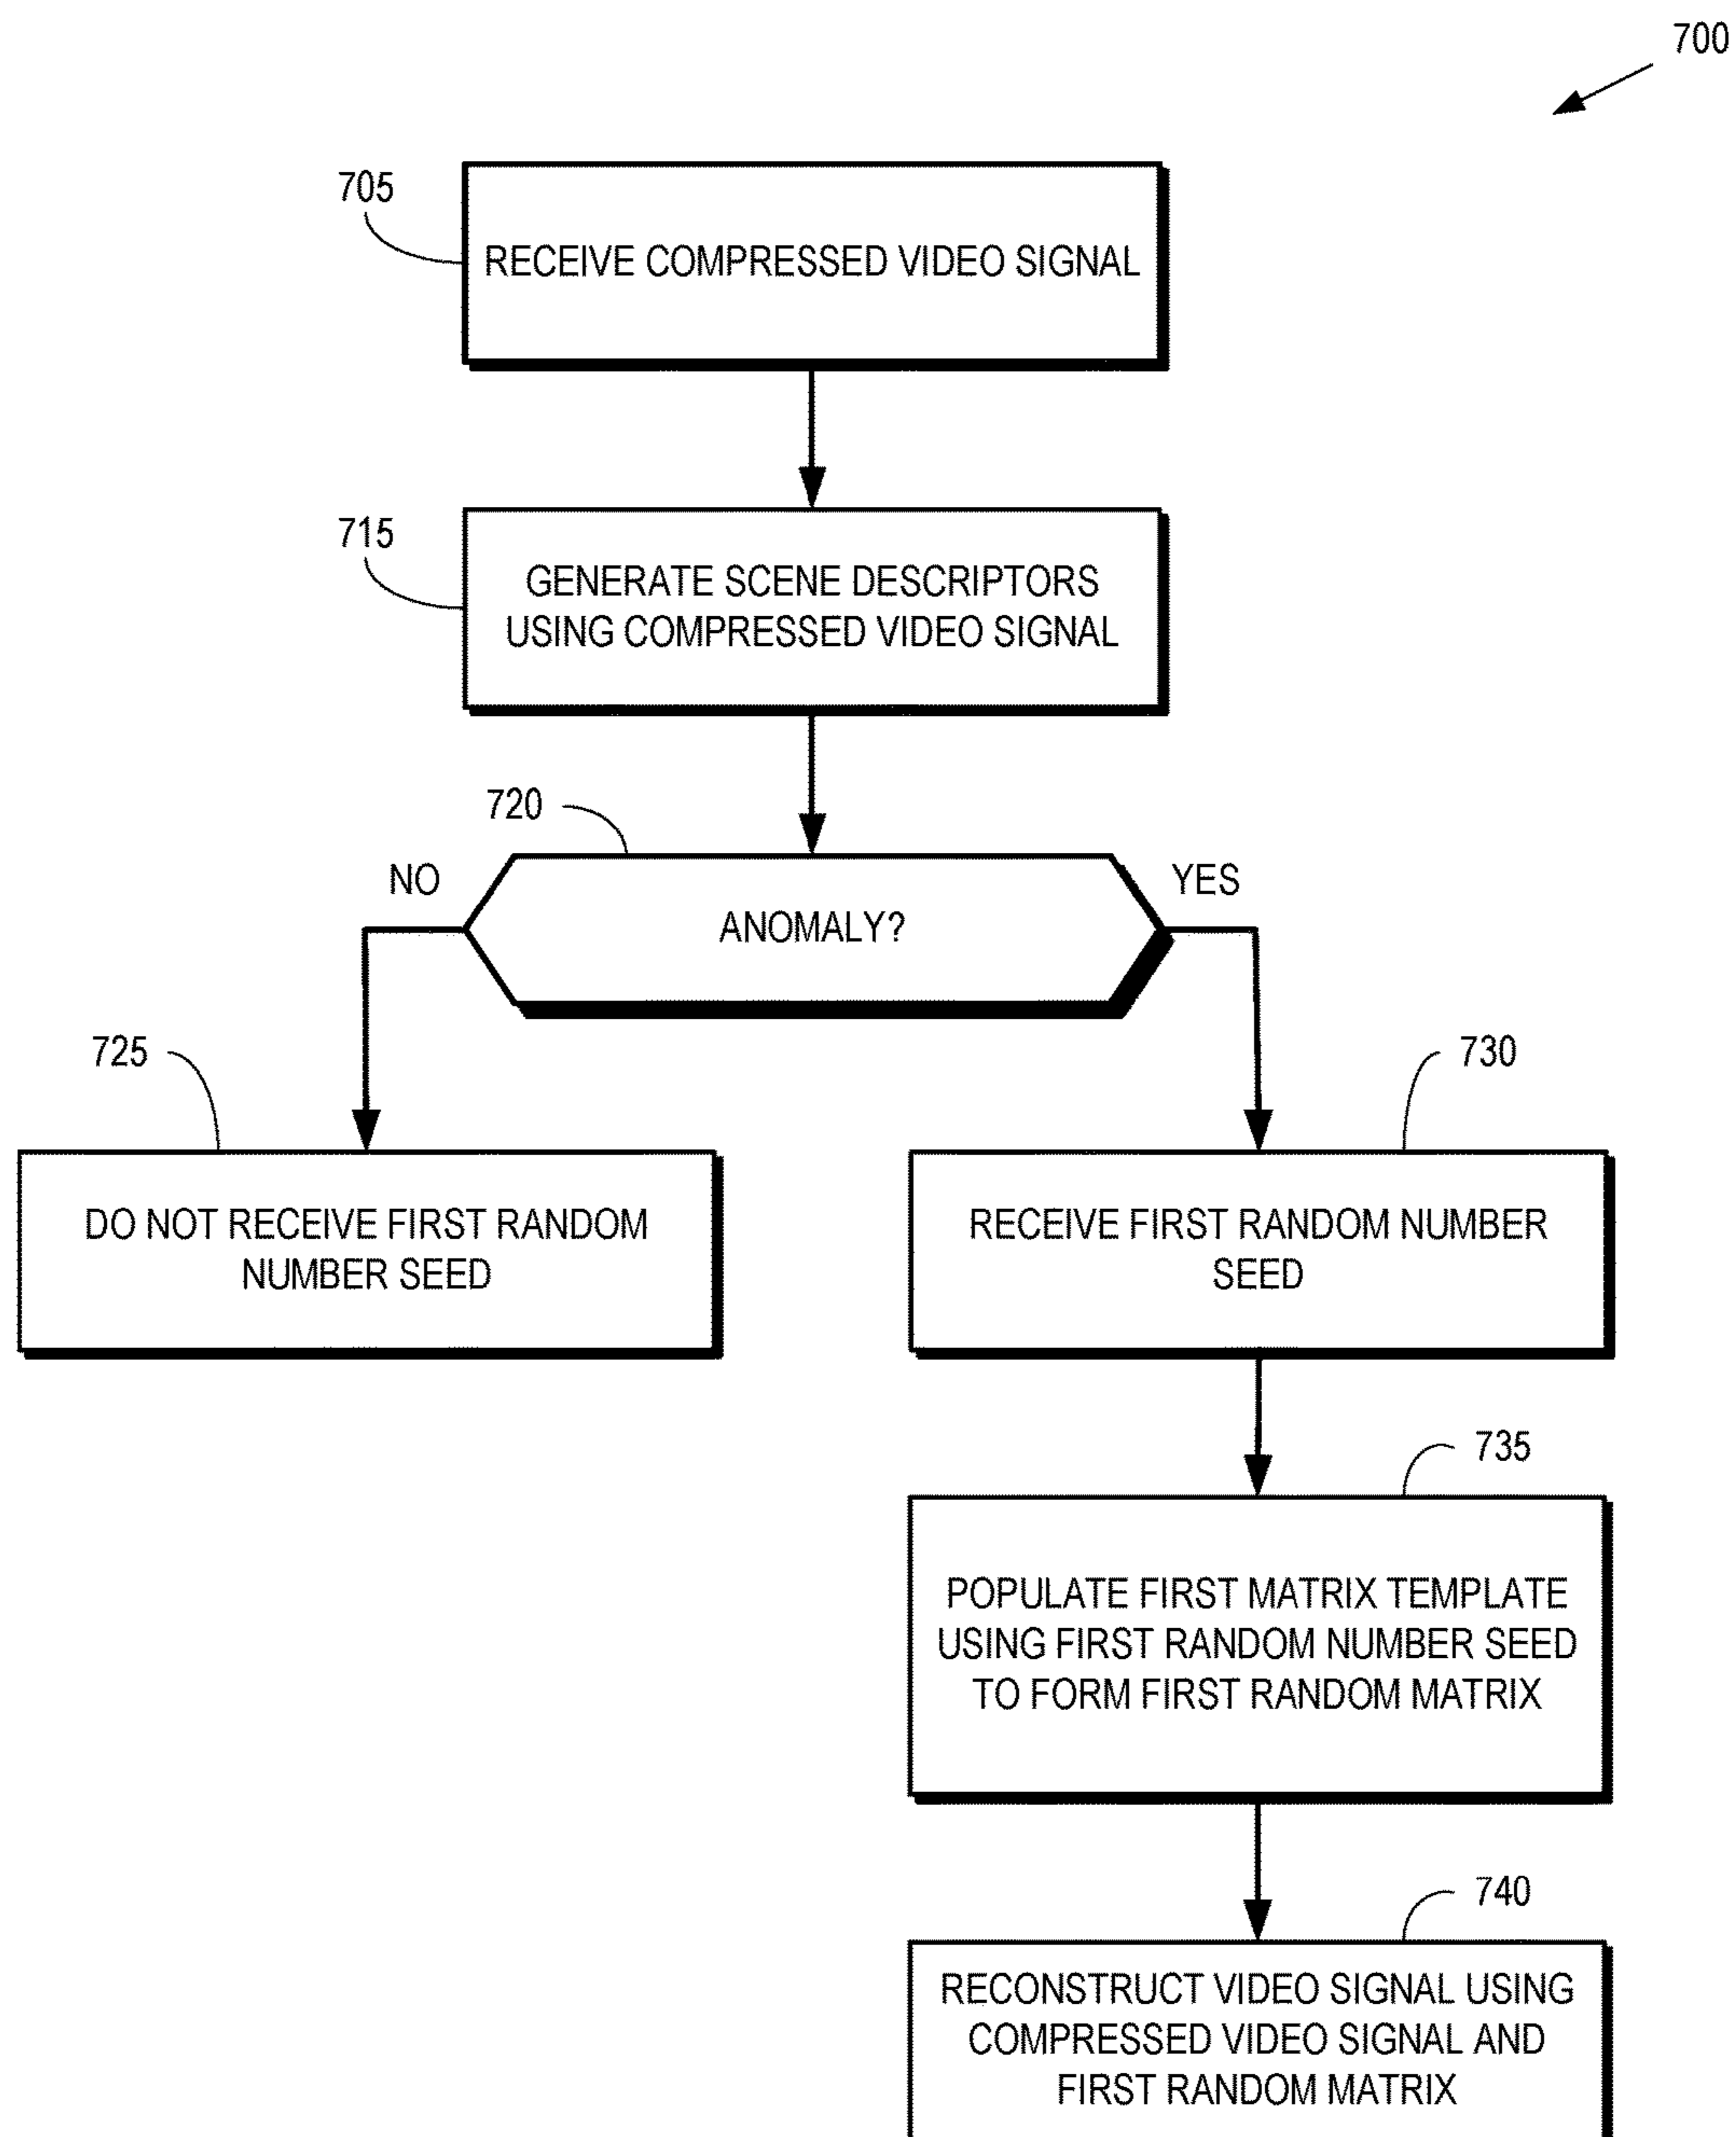 700
705
RECEIVE COMPRESSED VIDEO SIGNAL
715
GENERATE SCENE DESCRIPTORS
USING COMPRESSED VIDEO SIGNAL
720
NO
YES
ANOMALY?
725
730
DO NOT RECEIVE FIRST RANDOM
NUMBER SEED
RECEIVE FIRST RANDOM NUMBER
SEED
735
POPULATE FIRST MATRIX TEMPLATE
USING FIRST RANDOM NUMBER SEED
TO FORM FIRST RANDOM MATRIX
740
RECONSTRUCT VIDEO SIGNAL USING
COMPRESSED VIDEO SIGNAL AND
FIRST RANDOM MATRIX